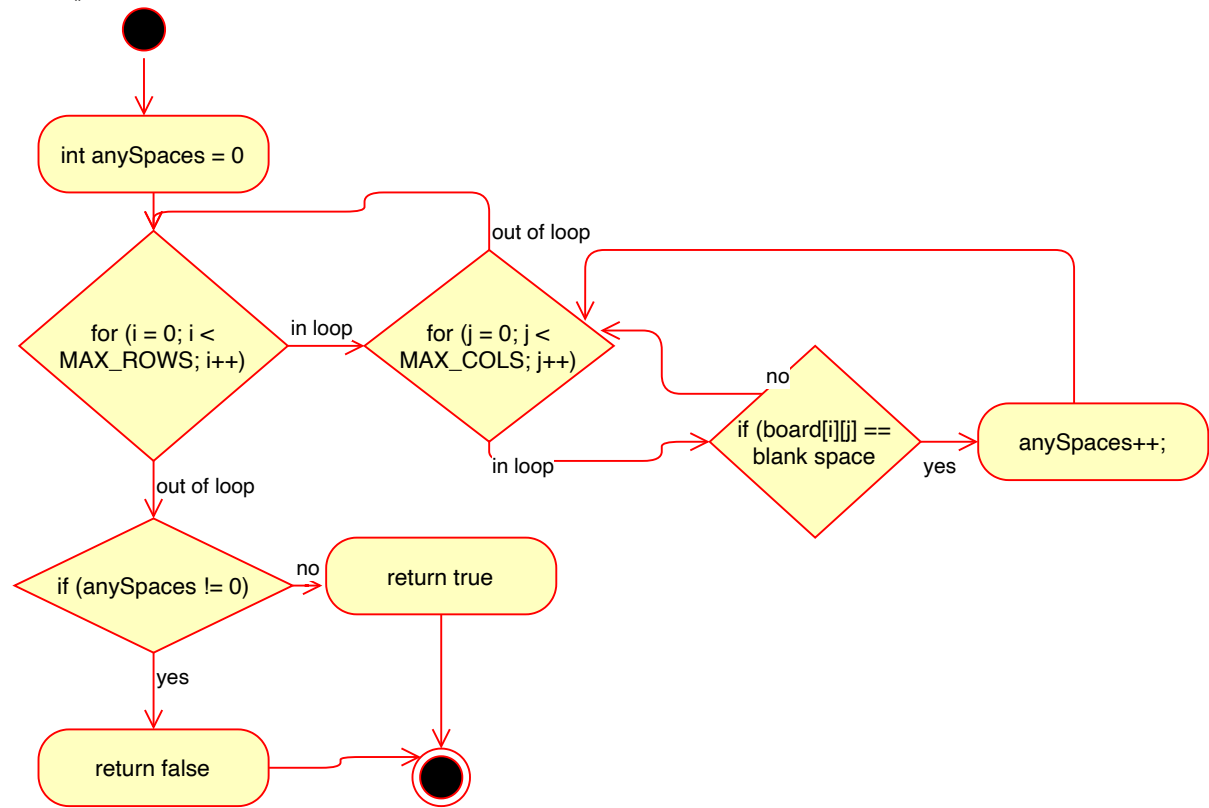 int anySpaces = 0
out of loop
for (i = 0; i <
MAX_ROWS; i++)
in loop
for (j = 0; j <
MAX_COLS; j++)
no
if (board[i][j] ==
blank space
yes
anySpaces++;
in loop
out of loop
if (anySpaces != 0)
no
return true
yes
return false